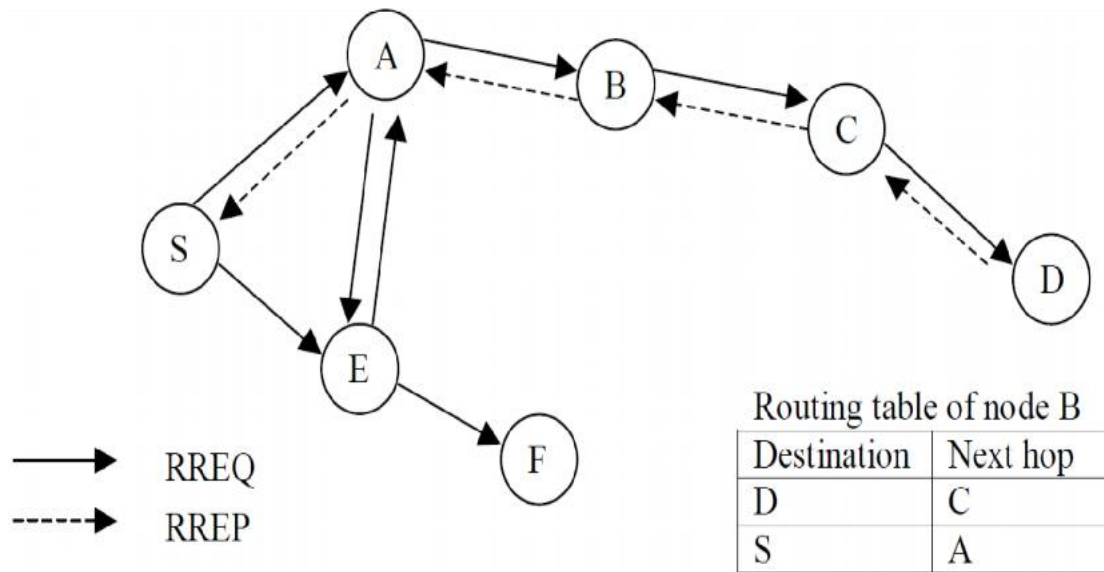 A
B
C
S
D
E
F
RREQ
RREP
Routing table of node B
Destination Next hop
D C
S A